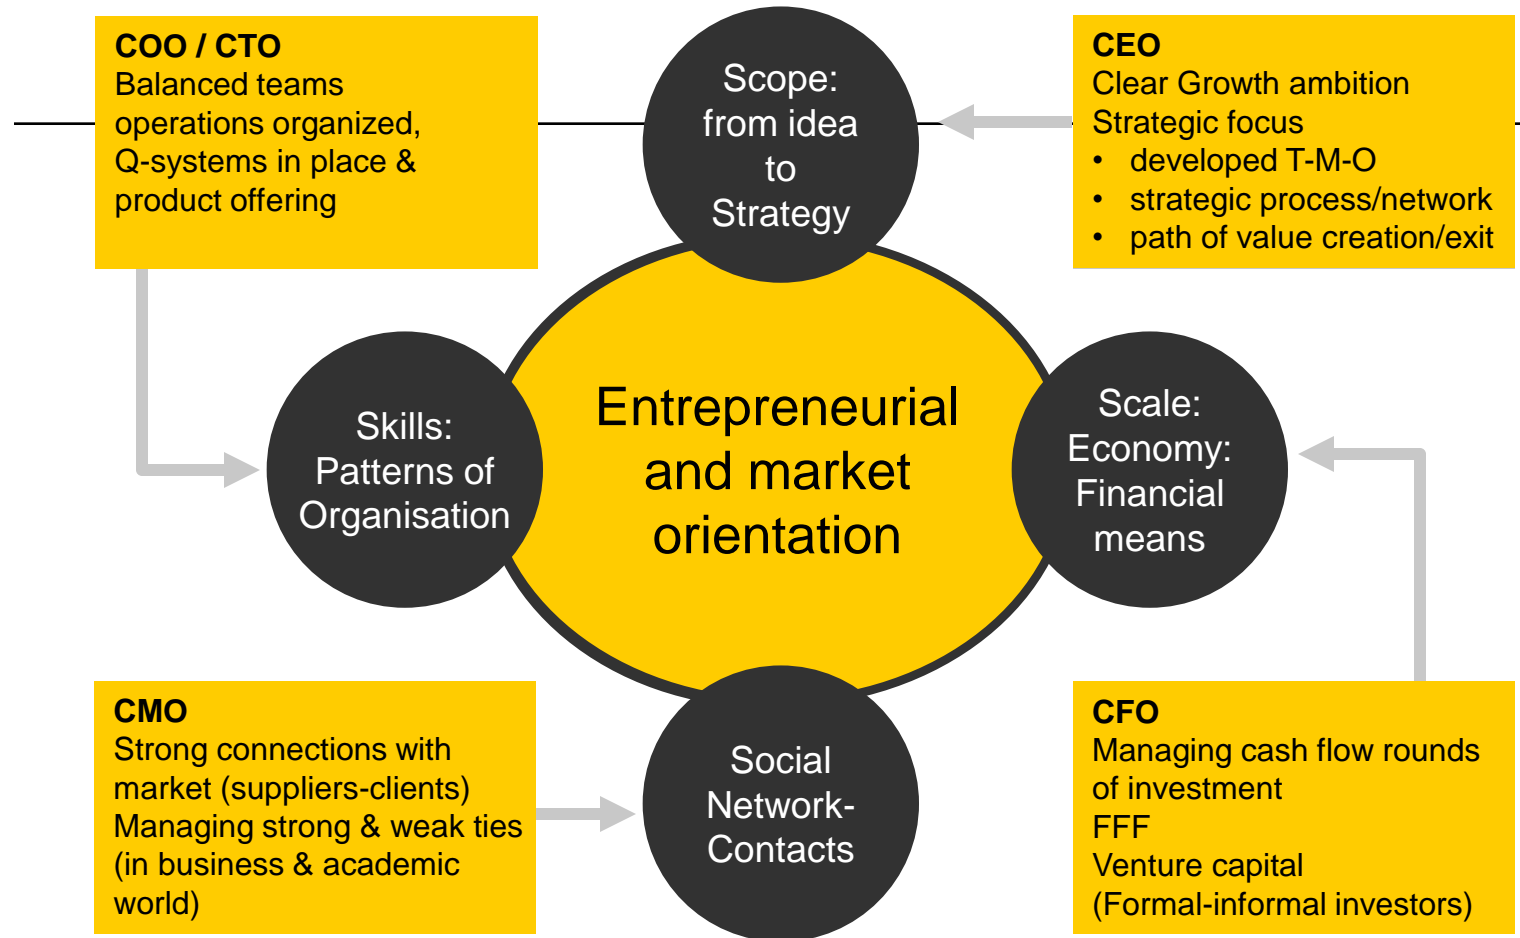 COO / CTO
Balanced teams
operations organized,
Q-systems in place &
product offering
Scope:
from idea
to
Strategy
CEO
Clear Growth ambition
Strategic focus
• developed T-M-O
• strategic process/network
• path of value creation/exit
Skills:
Patterns of
Organisation
Entrepreneurial
and market
orientation
Scale:
Economy:
Financial
means
CMO
Strong connections with
market (suppliers-clients)
Managing strong & weak ties
(in business & academic
world)
Social
Network-
Contacts
CFO
Managing cash flow rounds
of investment
FFF
Venture capital
(Formal-informal investors)